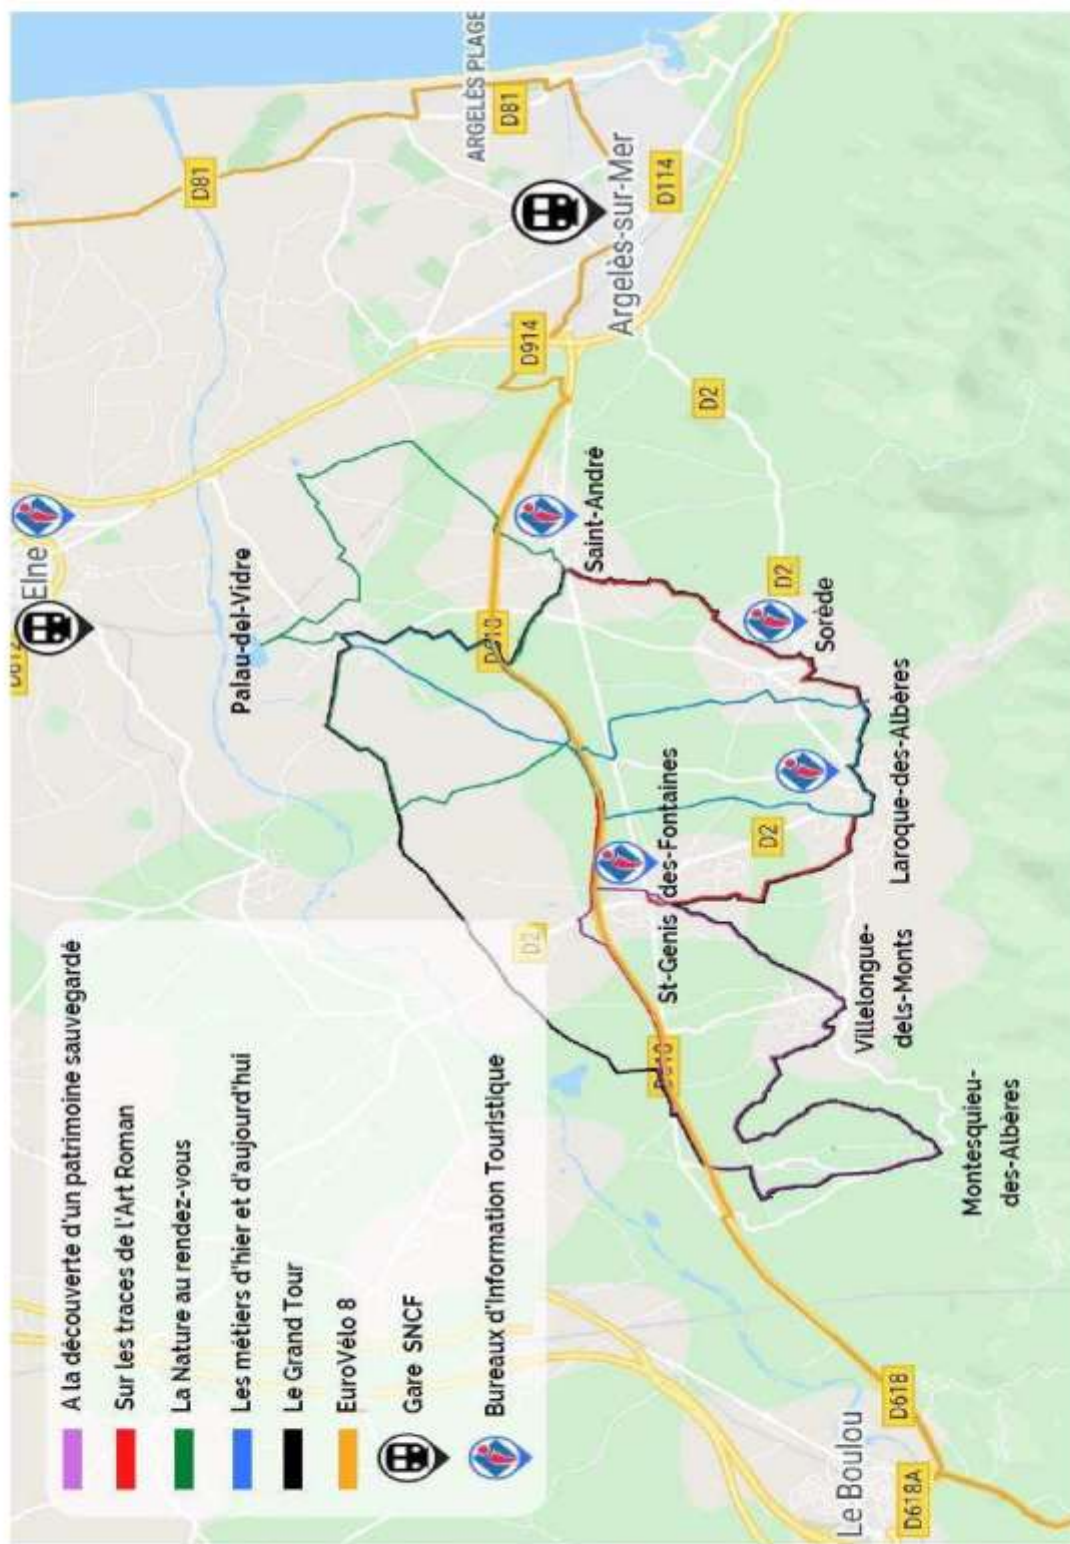 A la découverte d'un patrimoine sauvegardé
Sur les traces de l'Art Roman
La Nature au rendez-vous
Les métiers d'hier et d'aujourd'hui
Le Grand Tour
EuroVélo 8
Gare SNCF
Bureaux d'Information Touristique
Elne
D81
Palau-del-Vidre
ARGELÈS PLAGE
D81
D2
D914
Saint-André
Argelès-sur-Mer
D114
St-Genis
des-Fontaines
D2
D2
D2
Sorède
Laroque-des-Albères
Villelongue-
dels-Monts
Montesquieu-
des-Albères
Le Boulou
D618
D618A